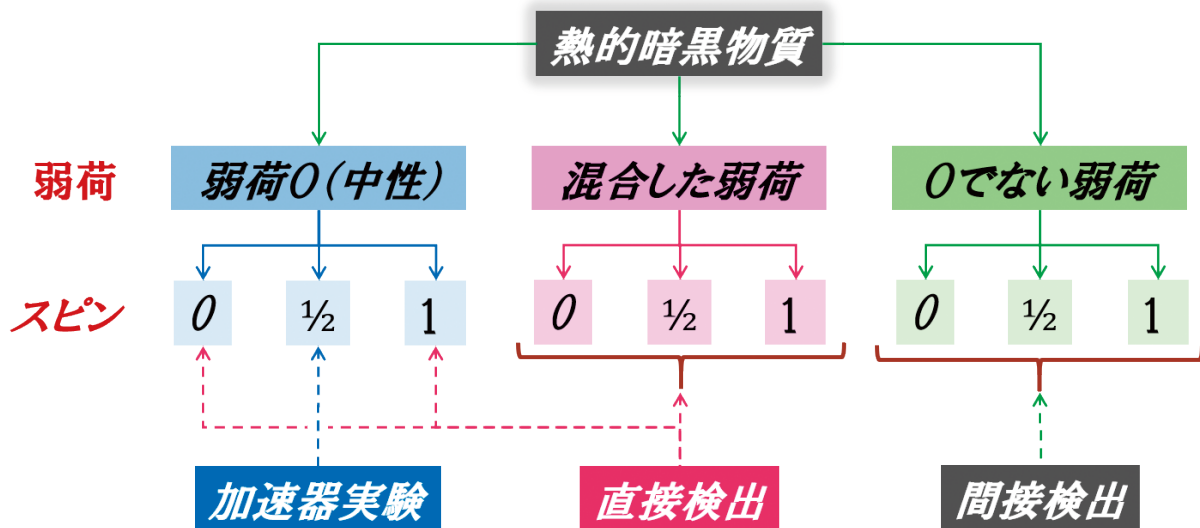 熱的暗黒物質
弱荷 弱荷0(中性) 混合した弱荷 0でない弱荷
スピン 0 ½ 1 0 ½ 1 0 ½ 1
加速器実験 直接検出 間接検出